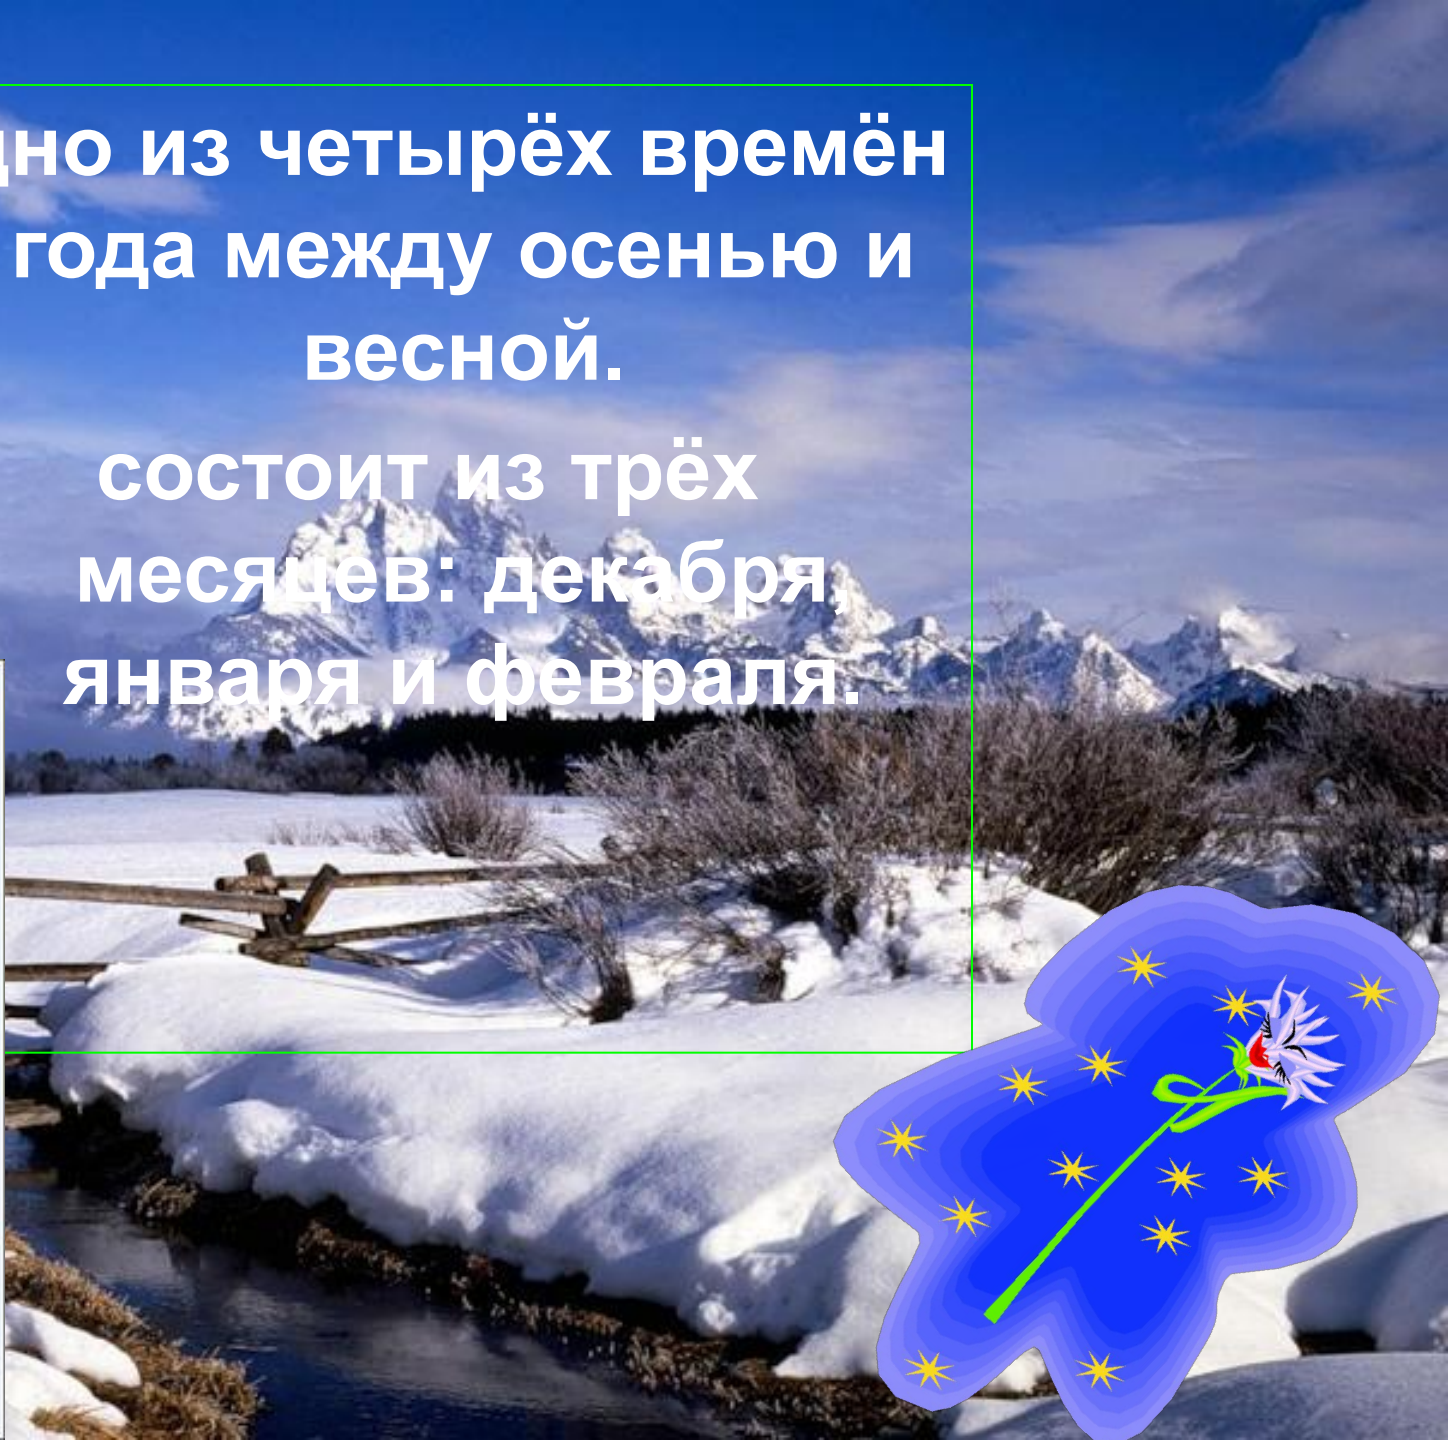 дно из четырёх времён
года между осенью и
весной.
состоит из трёх
месяцев: декабря,
января и февраля.